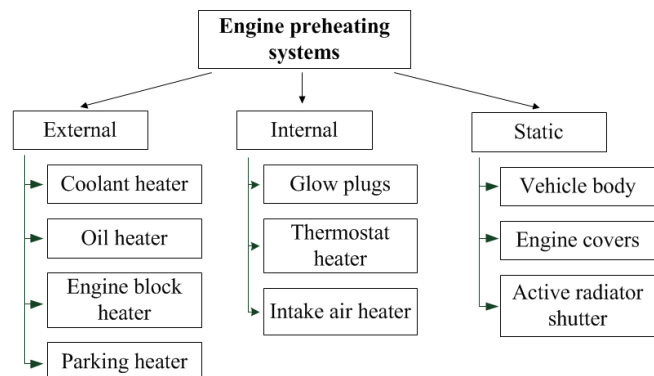 Engine preheating
systems
External
Internal
Static
Coolant heater
Oil heater
Engine block
heater
Parking heater
Glow plugs
Thermostat
heater
Intake air heater
Vehicle body
Engine covers
Active radiator
shutter